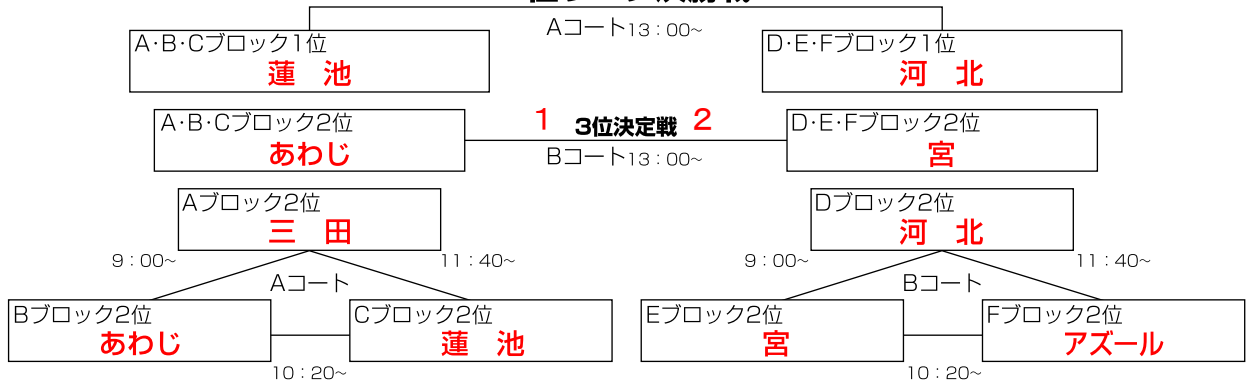 Aコート13：00~
A･B･Cブロック1位
蓮　池
D･E･Fブロック1位
河　北
A･B･Cブロック2位
あわじ
1 3位決定戦 2
Bコート13：00~
D･E･Fブロック2位
宮
Aブロック2位
三　田
Dブロック2位
河　北
9：00~
11：40~
Aコート
9：00~
11：40~
Bコート
Bブロック2位
あわじ
Cブロック2位
蓮　池
10：20~
Eブロック2位
宮
Fブロック2位
アズール
10：20~